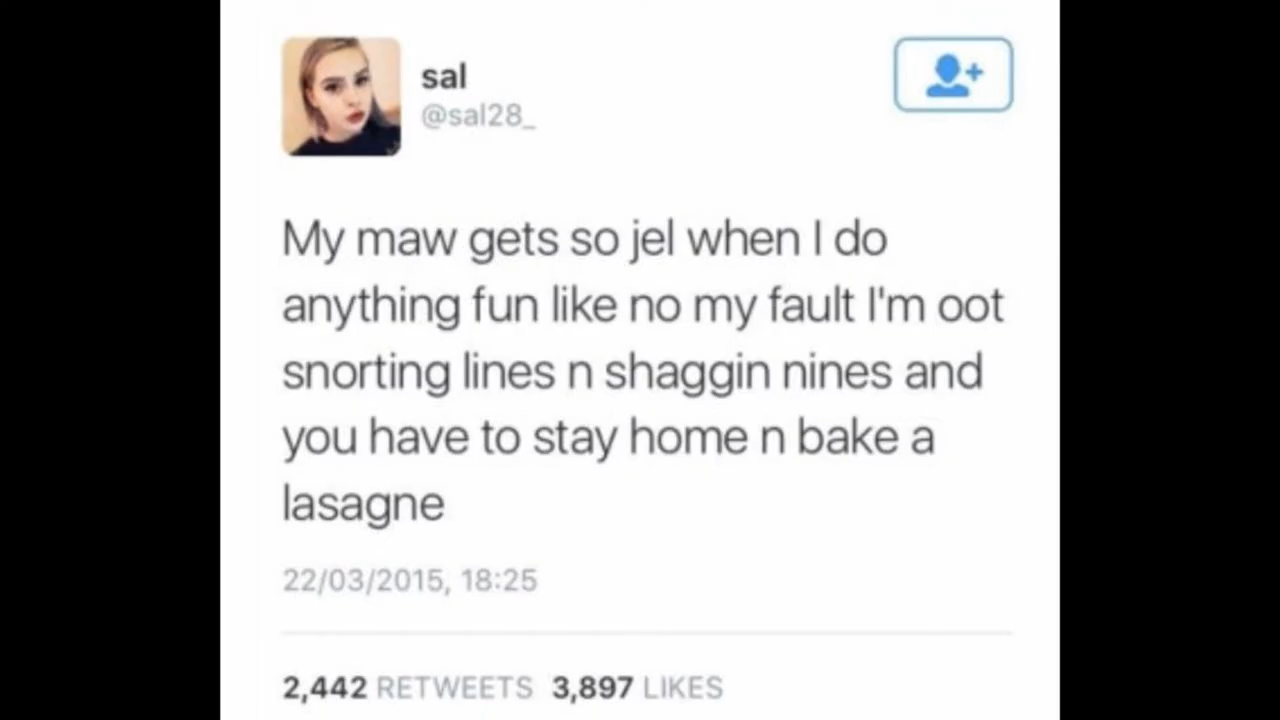 sal
@sal28_
My maw gets so jel when I do
anything fun like no my fault I'm oot
snorting lines n shaggin nines and
you have to stay home n bake a
lasagne
22/03/2015, 18:25
2,442 RETWEETS 3,897 LIKES